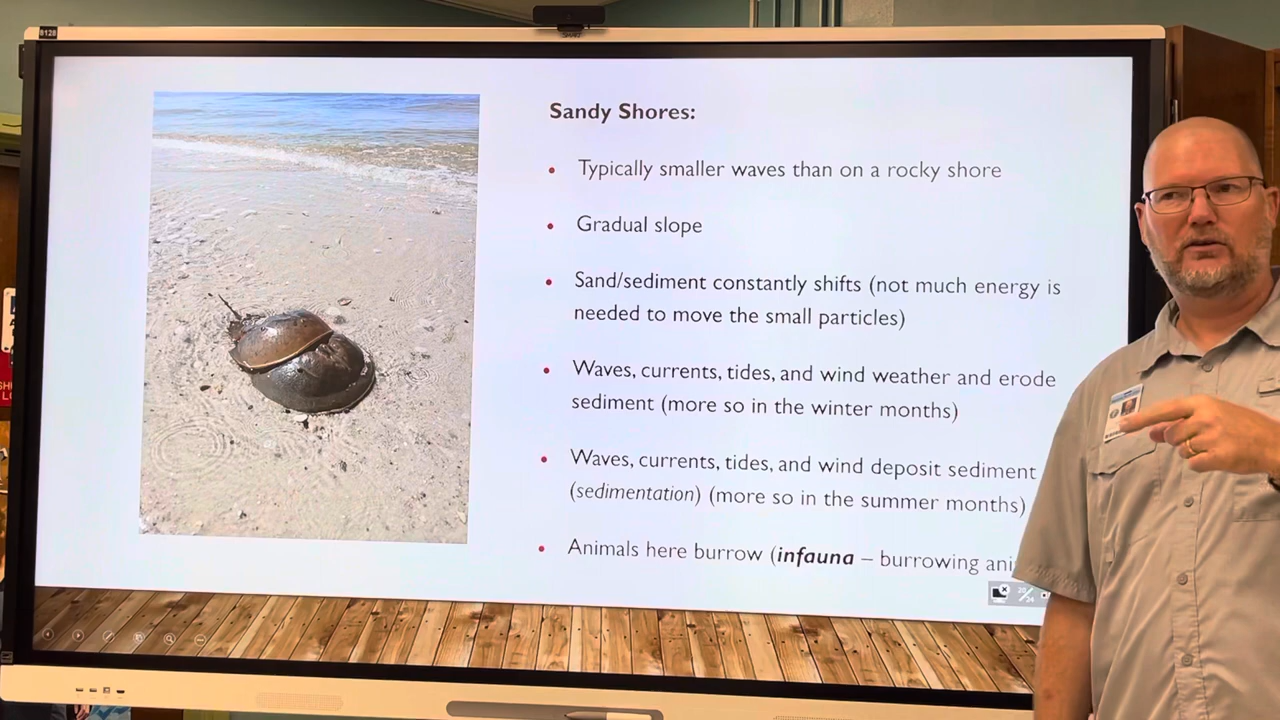 8128
SMART
Sandy Shores:
• Typically smaller waves than on a rocky shore
• Gradual slope
• Sand/sediment constantly shifts (not much energy is
needed to move the small particles)
• Waves, currents, tides, and wind weather and erode
sediment (more so in the winter months)
• Waves, currents, tides, and wind deposit sediment
(sedimentation) (more so in the summer months)
• Animals here burrow (infauna – burrowing ani